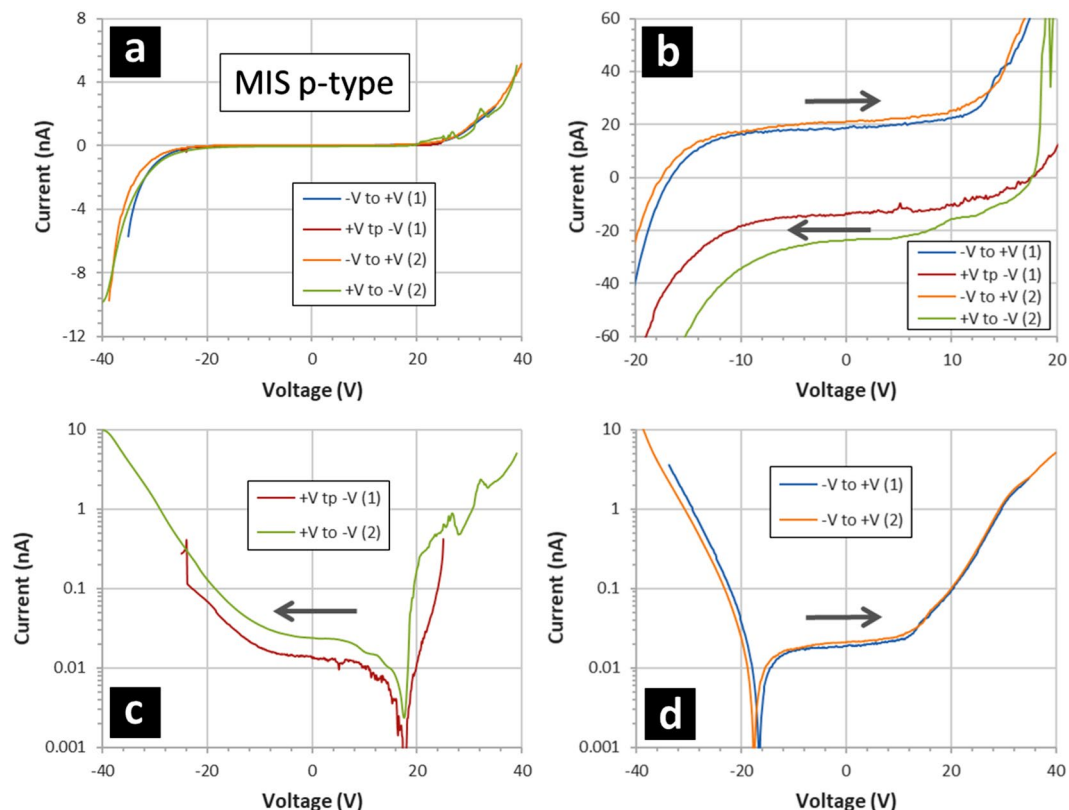 a
MIS p-type
8
4
0
-4
-8
-12
Current (nA)
-V to +V (1)
+V tp -V (1)
-V to +V (2)
+V to -V (2)
-40 -20 0 20 40
Voltage (V)
b
60
40
20
0
-20
-40
-60
Current (pA)
-V to +V (1)
+V tp -V (1)
-V to +V (2)
+V to -V (2)
-20 -10 0 10 20
Voltage (V)
10
1
0.1
0.01
0.001
Current (nA)
+V tp -V (1)
+V to -V (2)
c
-40 -20 0 20 40
Voltage (V)
10
1
0.1
0.01
0.001
Current (nA)
-V to +V (1)
-V to +V (2)
d
-40 -20 0 20 40
Voltage (V)